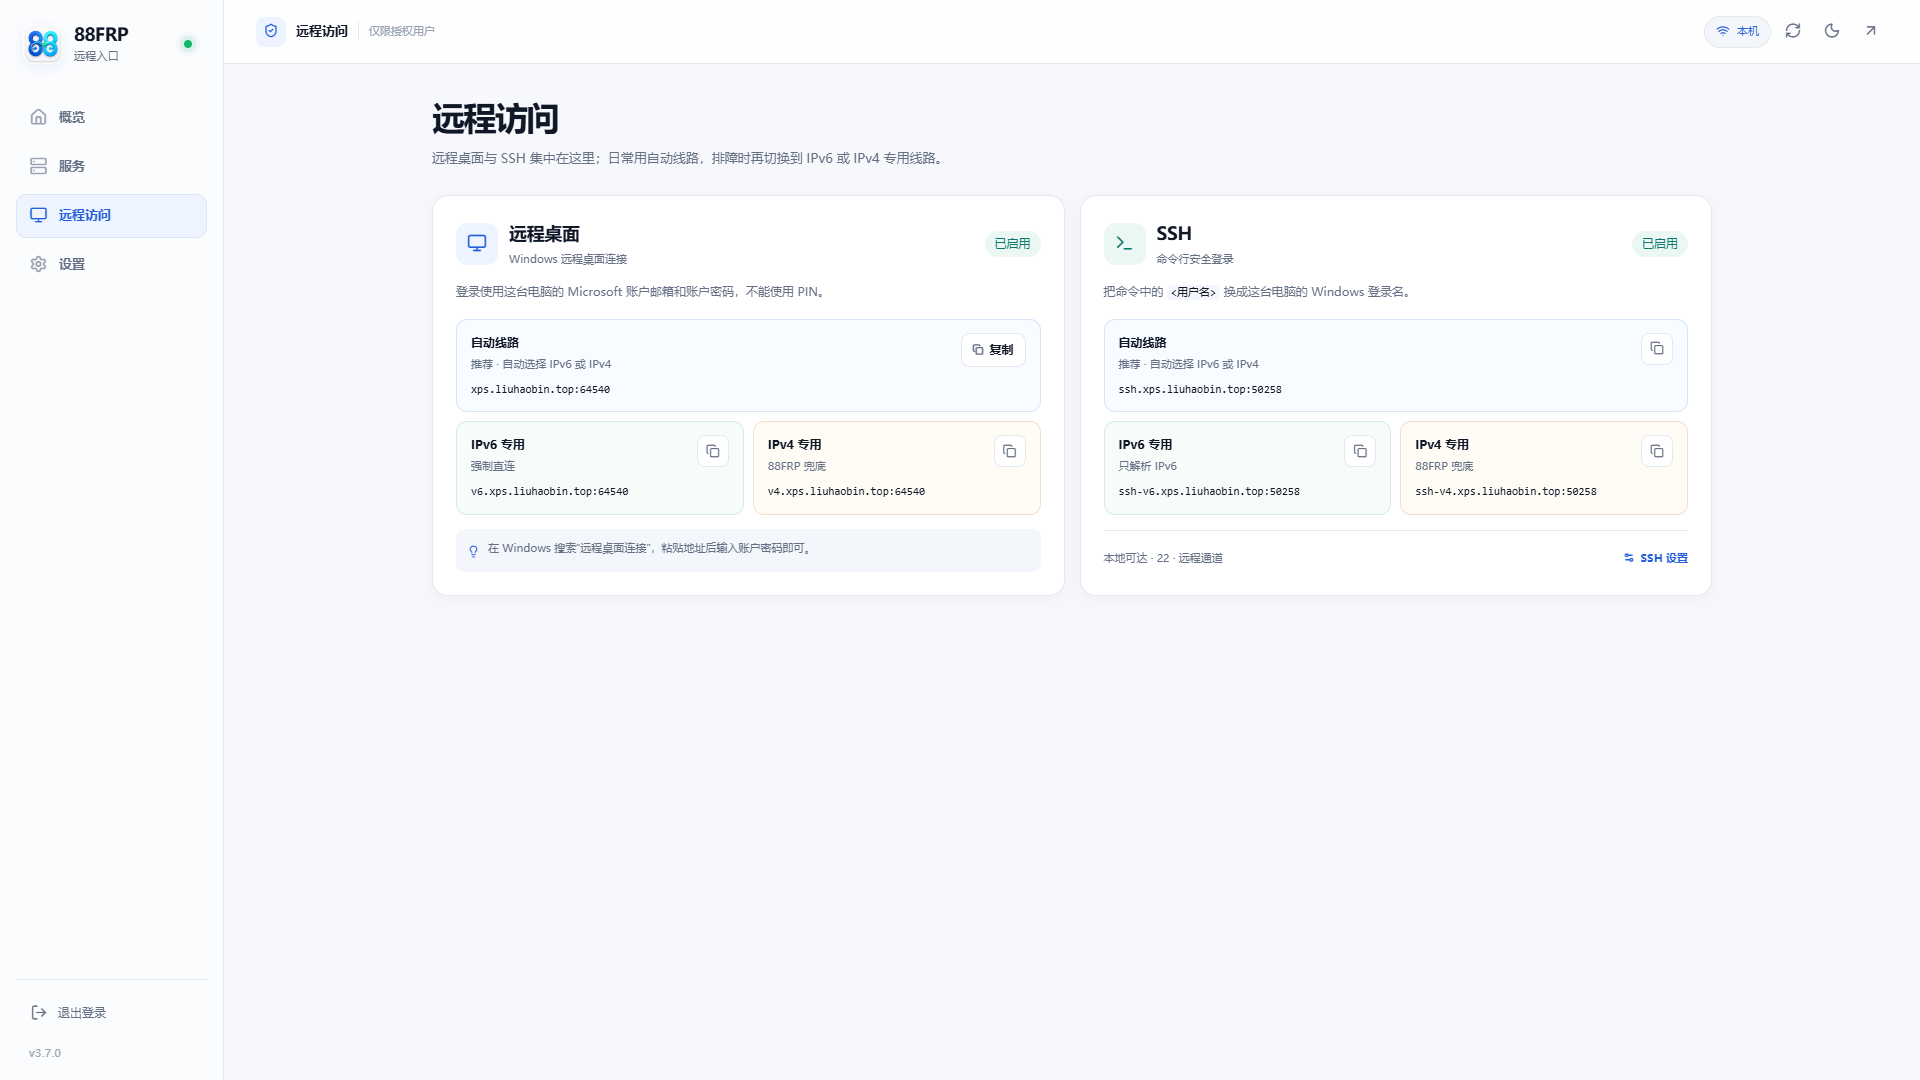 88FRP
远程入口
概览
服务
远程访问
设置
退出登录
v3.7.0
远程访问
仅限授权用户
本机
远程访问
远程桌面与 SSH 集中在这里；日常用自动线路，排障时再切换到 IPv6 或 IPv4 专用线路。
远程桌面
Windows 远程桌面连接
已启用
登录使用这台电脑的 Microsoft 账户邮箱和账户密码，不能使用 PIN。
自动线路
推荐 · 自动选择 IPv6 或 IPv4
xps.liuhaobin.top:64540
复制
IPv6 专用
强制直连
v6.xps.liuhaobin.top:64540
IPv4 专用
88FRP 兜底
v4.xps.liuhaobin.top:64540
在 Windows 搜索“远程桌面连接”，粘贴地址后输入账户密码即可。
SSH
命令行安全登录
已启用
把命令中的 <用户名> 换成这台电脑的 Windows 登录名。
自动线路
推荐 · 自动选择 IPv6 或 IPv4
ssh.xps.liuhaobin.top:50258
IPv6 专用
只解析 IPv6
ssh-v6.xps.liuhaobin.top:50258
IPv4 专用
88FRP 兜底
ssh-v4.xps.liuhaobin.top:50258
本地可达 · 22 · 远程通道
SSH 设置